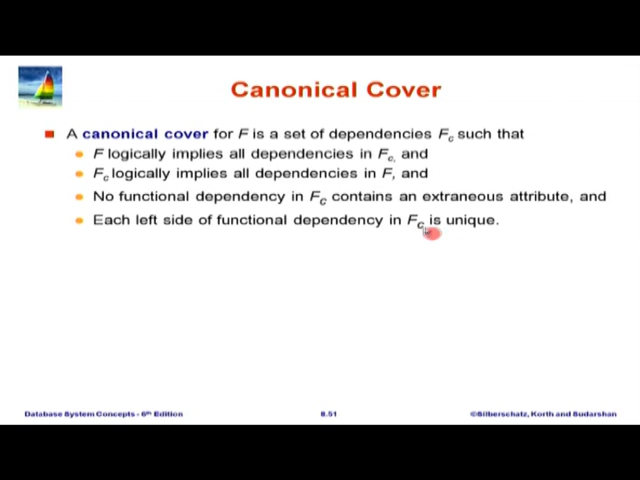 Canonical Cover
A canonical cover for F is a set of dependencies Fc such that
F logically implies all dependencies in Fc, and
Fc logically implies all dependencies in F, and
No functional dependency in Fc contains an extraneous attribute, and
Each left side of functional dependency in Fc is unique.
Database System Concepts - 6th Edition
8.51
©Silberschatz, Korth and Sudarshan